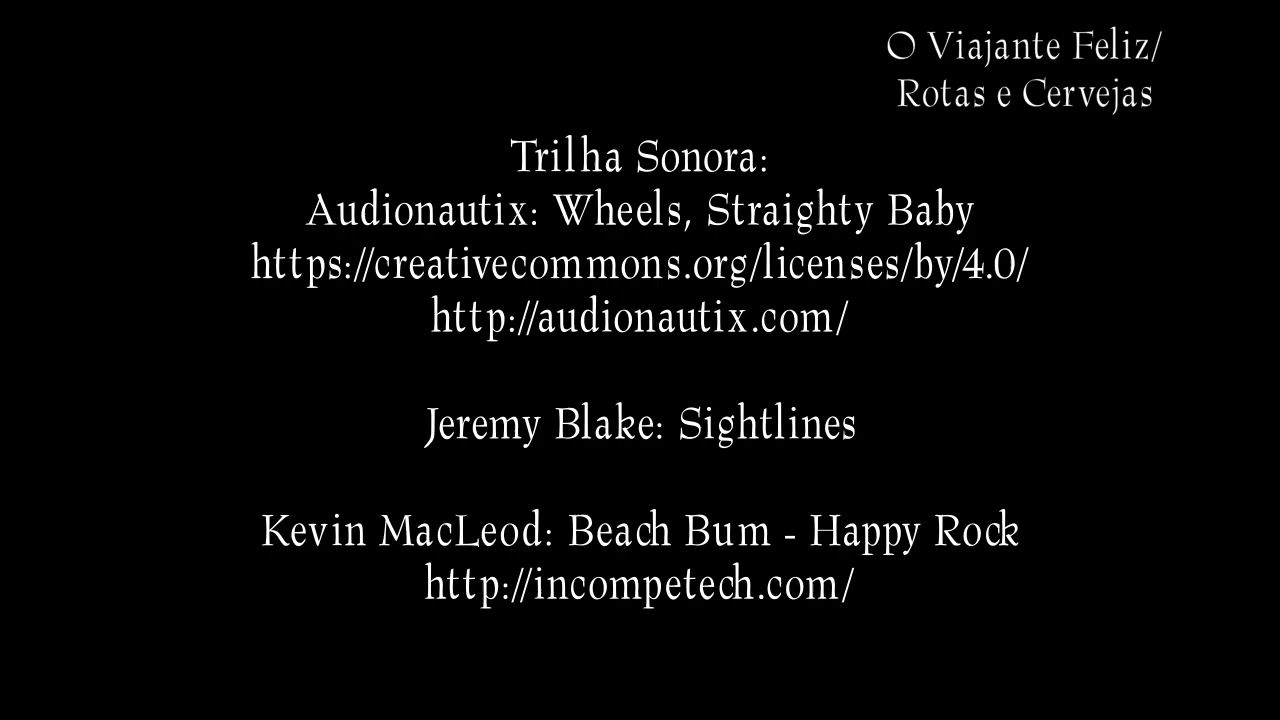 O Viajante Feliz/
Rotas e Cervejas
Trilha Sonora:
Audionautix: Wheels, Straighty Baby
https://creativecommons.org/licenses/by/4.0/
http://audionautix.com/
Jeremy Blake: Sightlines
Kevin MacLeod: Beach Bum - Happy Rock
http://incompetech.com/